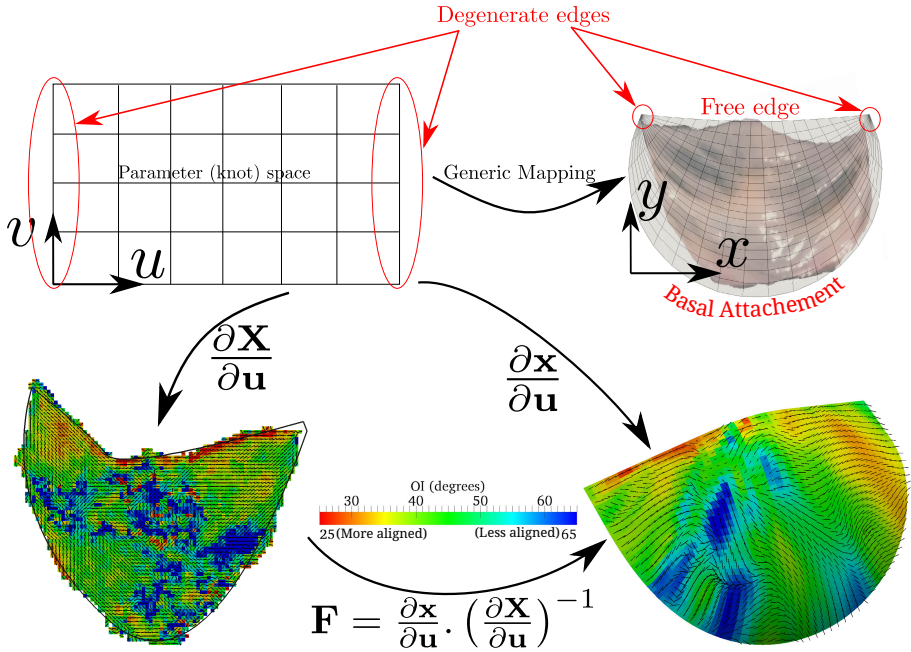 Degenerate edges
Free edge
Parameter (knot) space
Generic Mapping
v
u
y
x
Basal Attachement
∂X/∂u
∂x/∂u
OI (degrees)
30 40 50 60
25(More aligned) (Less aligned)65
F = ∂x/∂u . (∂X/∂u)^{-1}